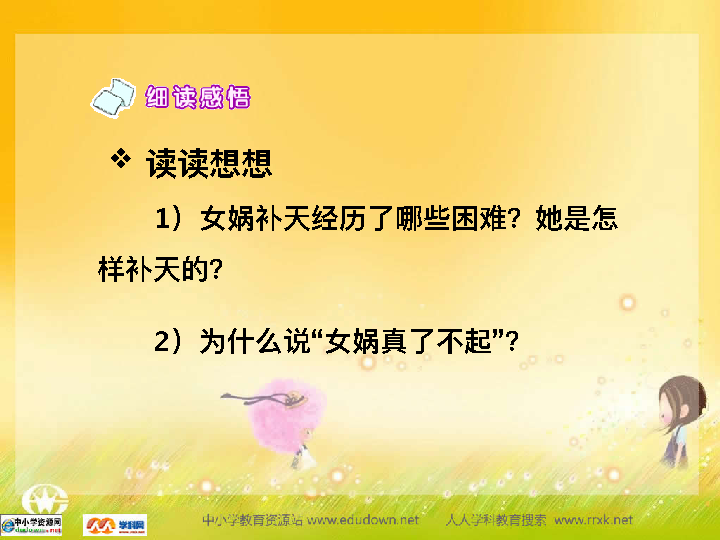 细读感悟
❖ 读读想想
1）女娲补天经历了哪些困难？她是怎
样补天的？
2）为什么说“女娲真了不起”？
中小学资源网
学科网
中小学教育资源站 www.edudown.net 人人学科教育搜索 www.rrxk.net